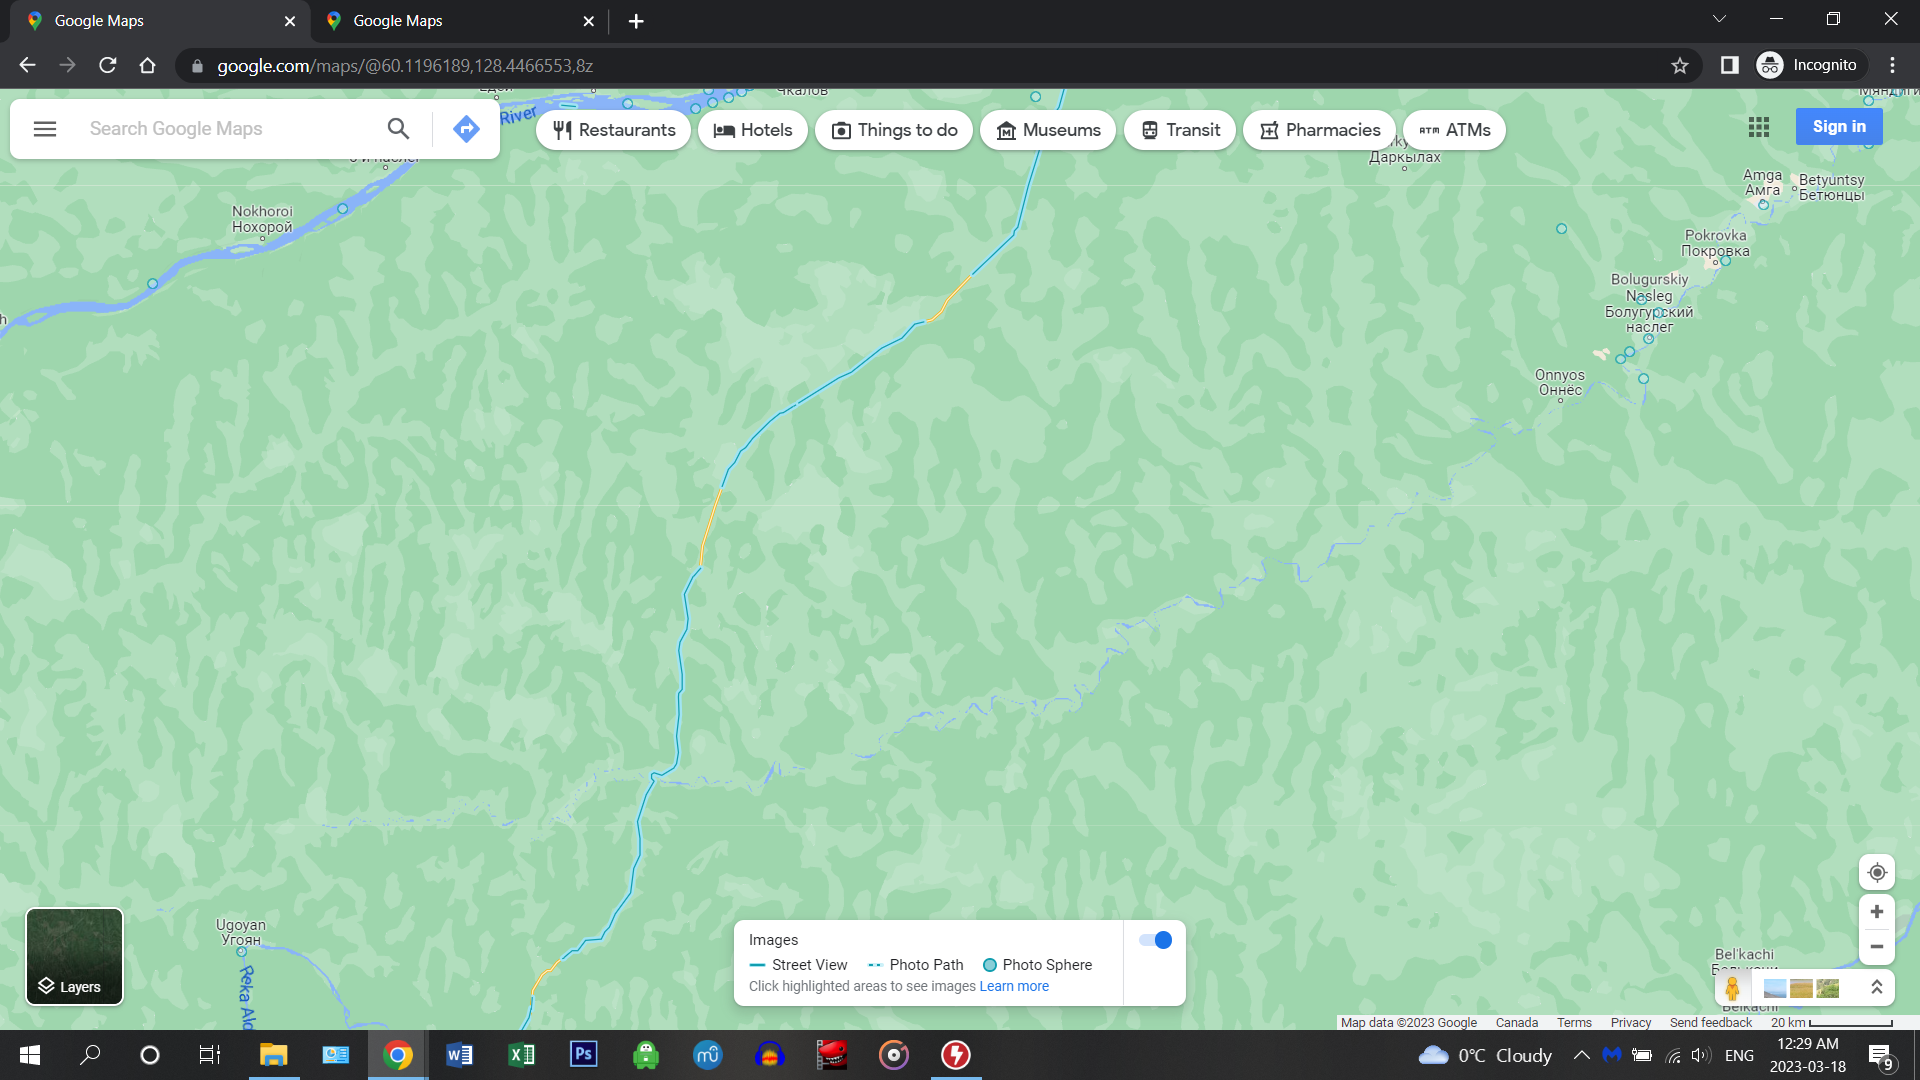 Google Maps
Google Maps
google.com/maps/@60.1196189,128.4466553,8z
Incognito
Search Google Maps
River
Restaurants
Hotels
Things to do
Museums
Transit
Pharmacies
ATMs
Sign in
Чкалов
Даркылах
Nokhoroi
Нохорой
Amga
Амга
Betyuntsy
Бетюнцы
Pokrovka
Покровка
Bolugurskiy
Nasleg
Болугурский
наслег
Onnyos
Оннёс
Ugoyan
Угоян
Reka Ald
Bel'kachi
Layers
Images
Street View
Photo Path
Photo Sphere
Click highlighted areas to see images Learn more
Map data ©2023 Google
Canada
Terms
Privacy
Send feedback
20 km
0°C Cloudy
ENG
12:29 AM
2023-03-18
9